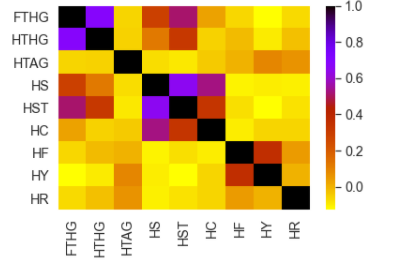 FTHG
HTHG
HTAG
HS
HST
HC
HF
HY
HR
FTHG
HTHG
HTAG
HS
HST
HC
HF
HY
HR
1.0
0.8
0.6
0.4
0.2
0.0